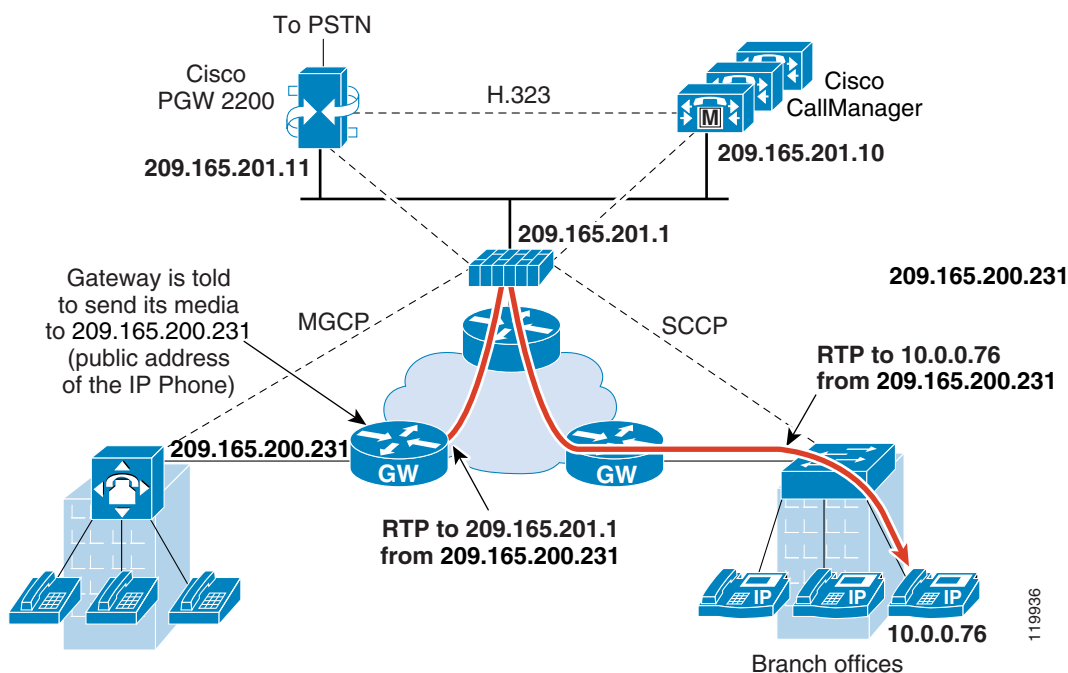 To PSTN
Cisco
PGW 2200
H.323
Cisco
CallManager
M
209.165.201.11
209.165.201.10
209.165.201.1
Gateway is told
to send its media
to 209.165.200.231
(public address
of the IP Phone)
MGCP
SCCP
209.165.200.231
RTP to 10.0.0.76
from 209.165.200.231
209.165.200.231
GW
GW
RTP to 209.165.201.1
from 209.165.200.231
IP
IP
IP
10.0.0.76
119936
Branch offices